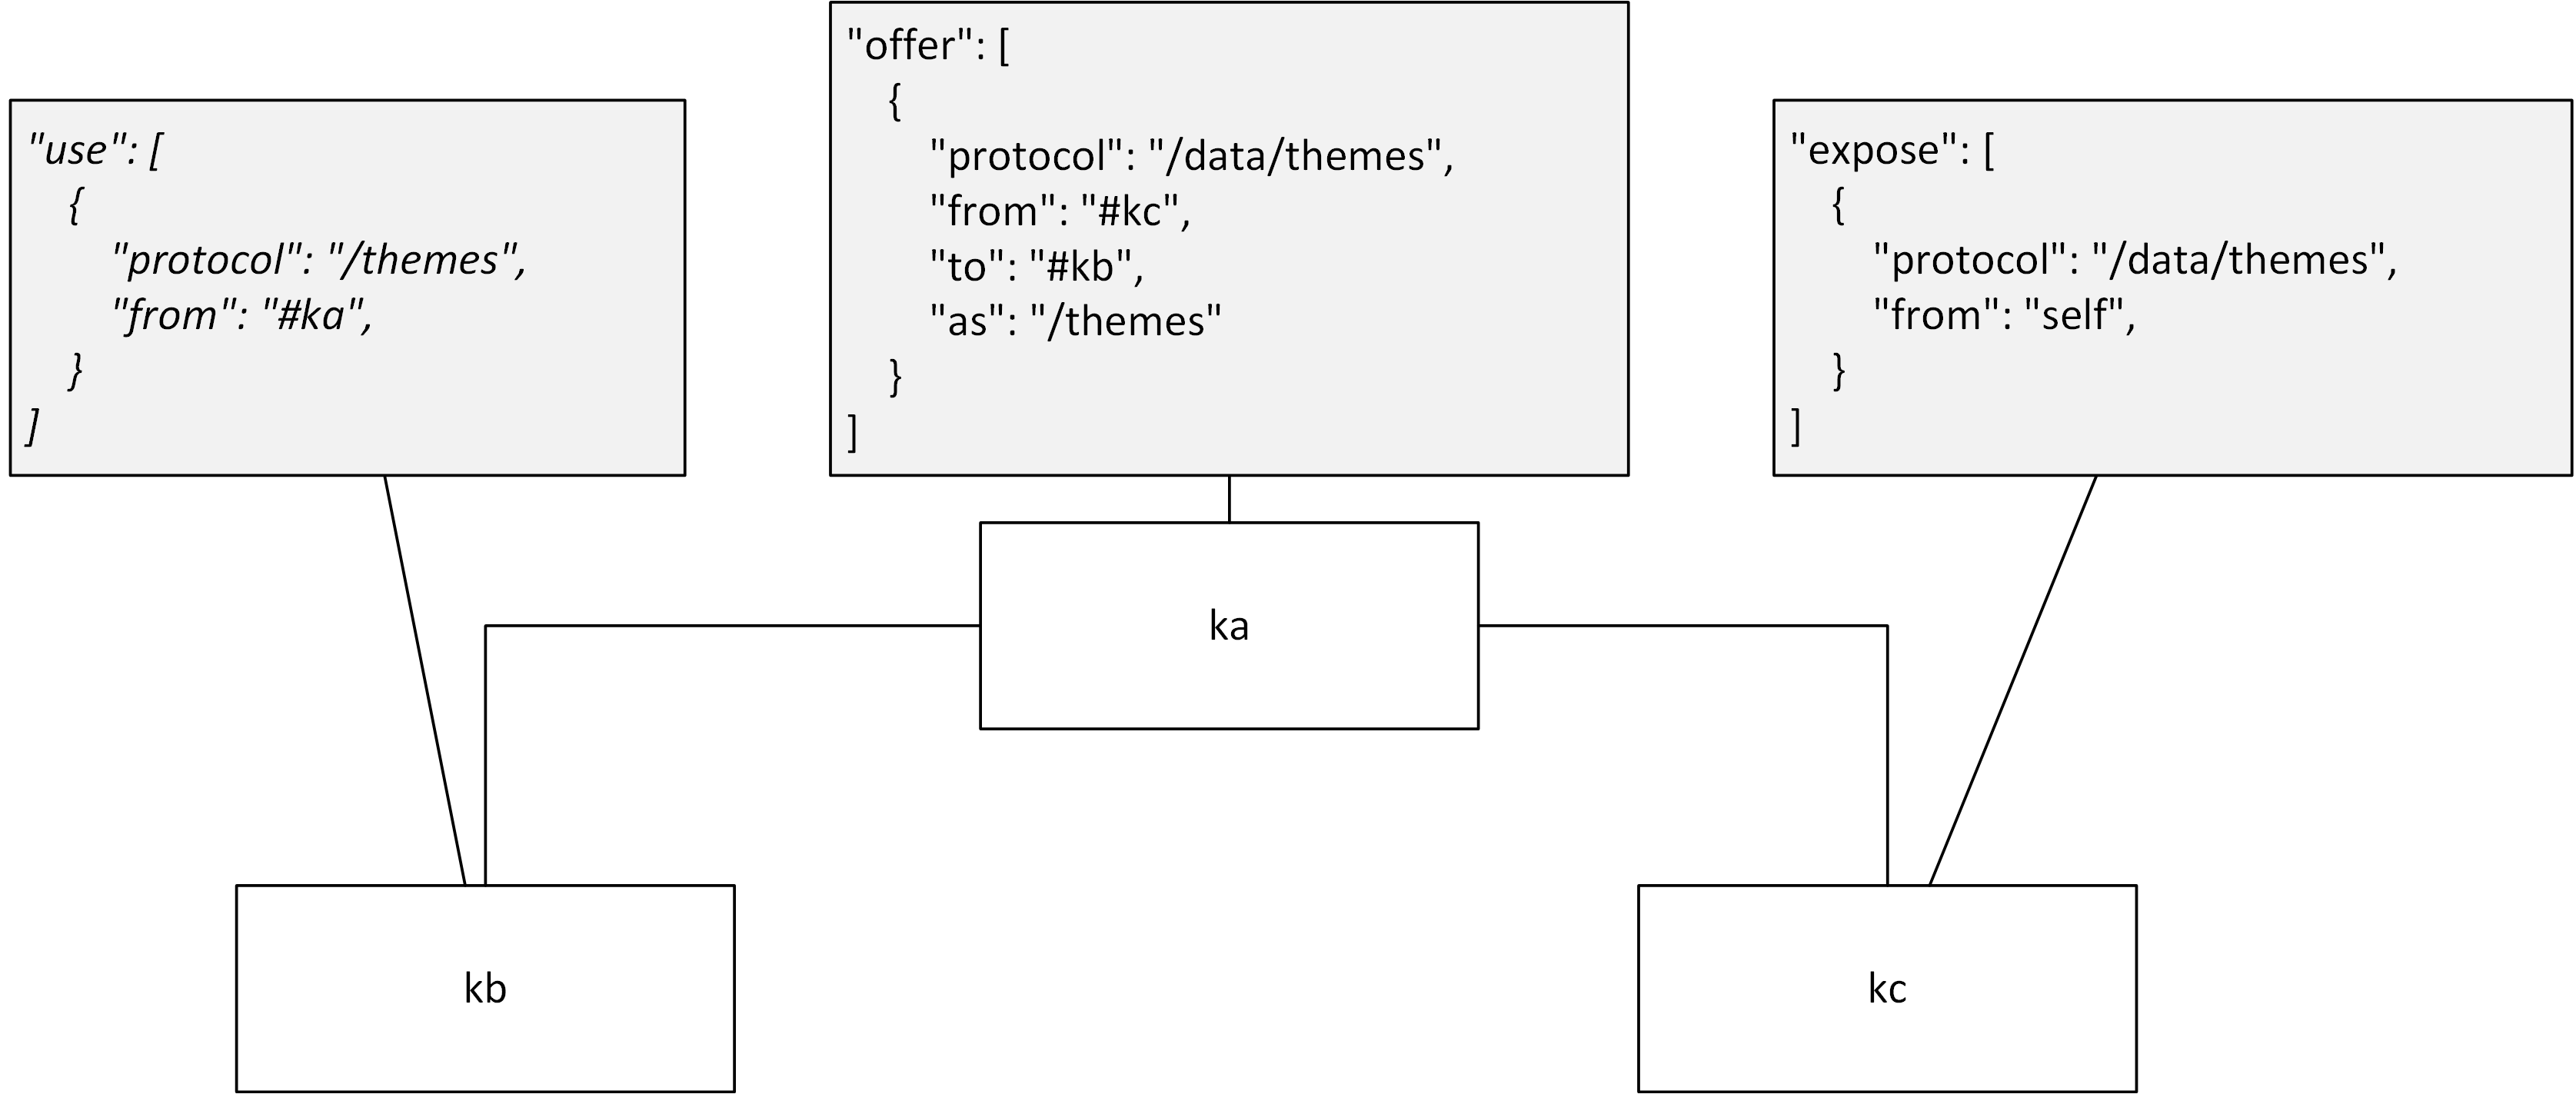 "use": [
{
"protocol": "/themes",
"from": "#ka",
}
]
"offer": [
{
"protocol": "/data/themes",
"from": "#kc",
"to": "#kb",
"as": "/themes"
}
]
"expose": [
{
"protocol": "/data/themes",
"from": "self",
}
]
ka
kb
kc